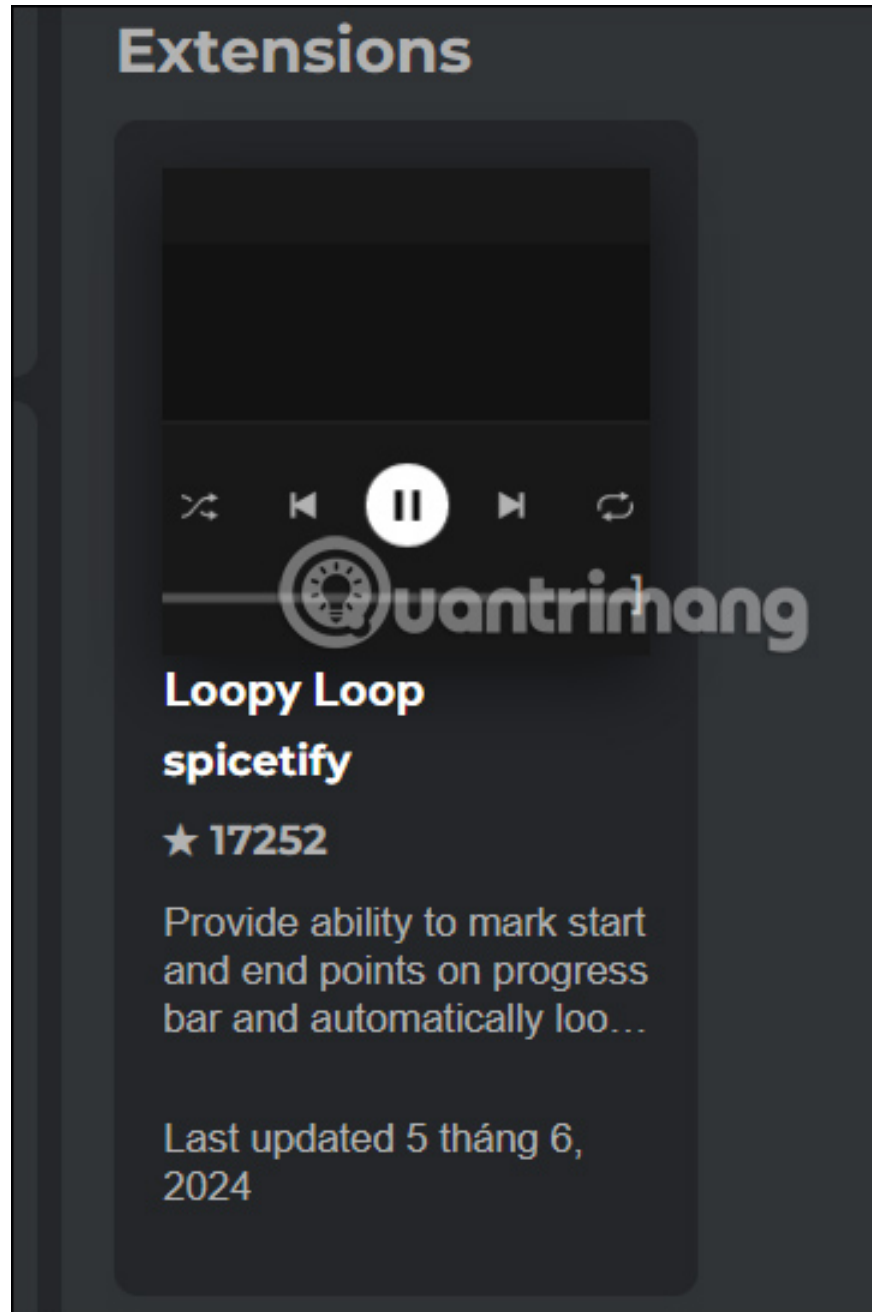 Extensions
]
Quantrimang
Loopy Loop
spicetify
★ 17252
Provide ability to mark start
and end points on progress
bar and automatically loo…
Last updated 5 tháng 6,
2024